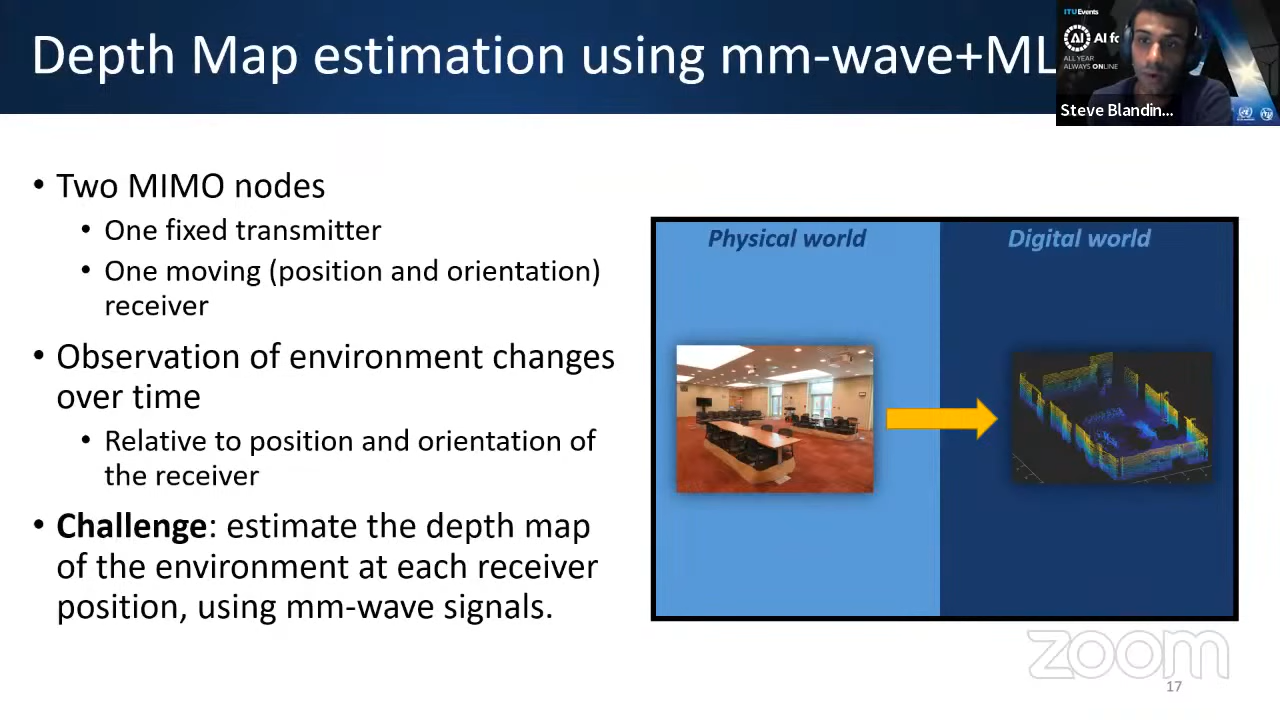 Depth Map estimation using mm-wave+ML
ITUEvents
AI fo
ALL YEAR
ALWAYS ONLINE
Steve Blandin...
• Two MIMO nodes
• One fixed transmitter
• One moving (position and orientation)
receiver
• Observation of environment changes
over time
• Relative to position and orientation of
the receiver
• Challenge: estimate the depth map
of the environment at each receiver
position, using mm-wave signals.
Physical world
Digital world
zoom
17